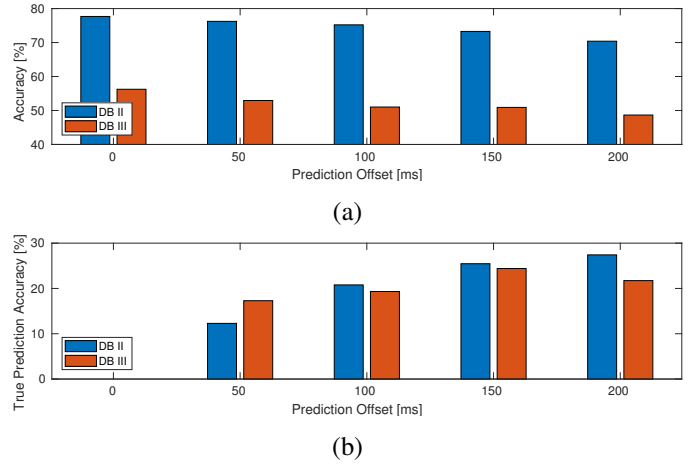 80
70
60
50
40
Accuracy [%]
DB II
DB III
0 50 100 150 200
Prediction Offset [ms]
(a)
30
20
10
0
True Prediction Accuracy [%]
DB II
DB III
0 50 100 150 200
Prediction Offset [ms]
(b)